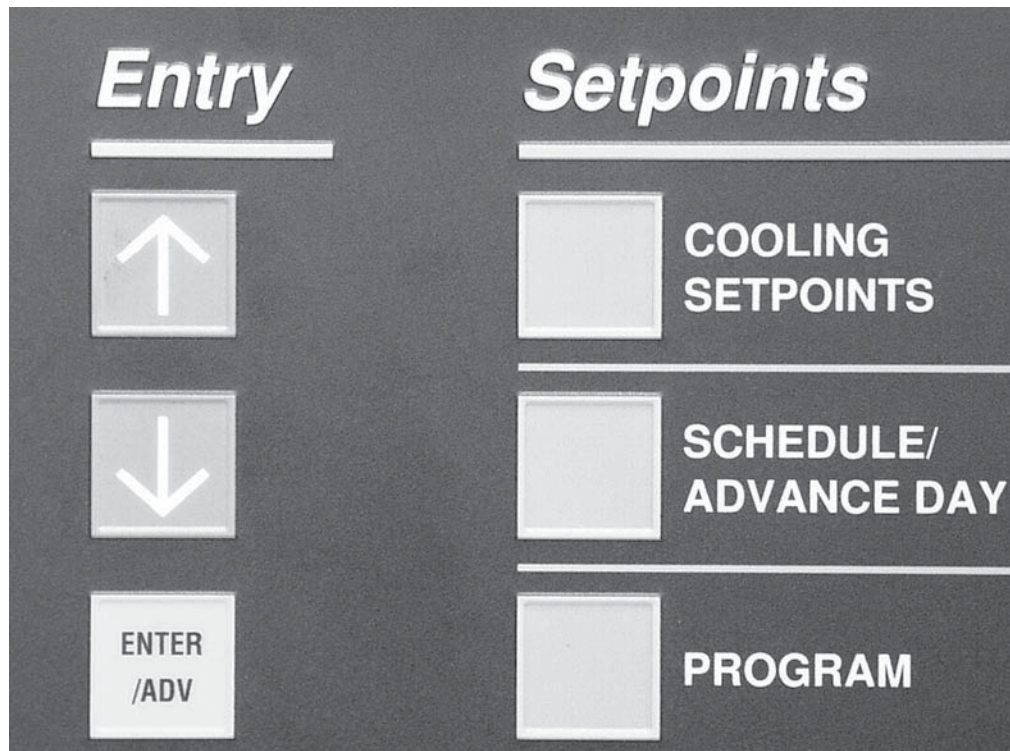 Entry
↑
↓
ENTER
/ADV
Setpoints
COOLING
SETPOINTS
SCHEDULE/
ADVANCE DAY
PROGRAM